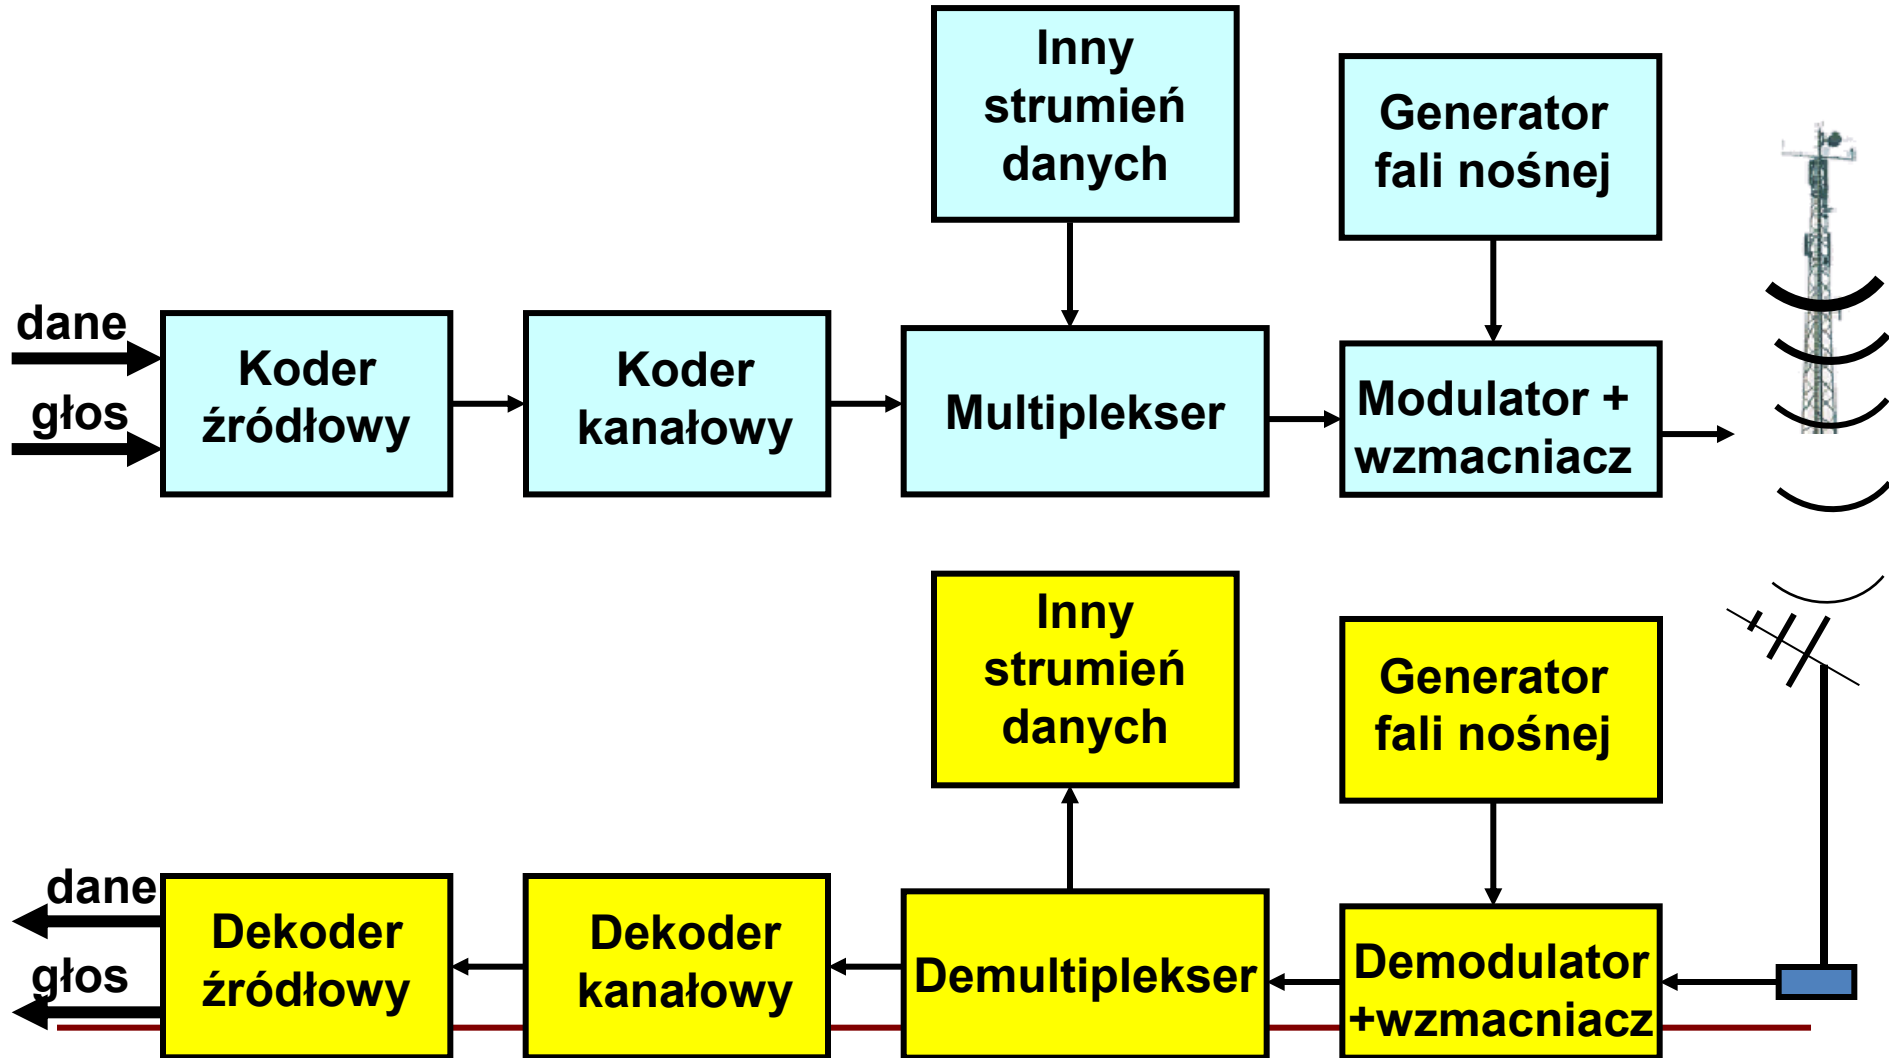 Inny
strumień
danych
Generator
fali nośnej
dane
głos
Koder
źródłowy
Koder
kanałowy
Multiplekser
Modulator +
wzmacniacz
Inny
strumień
danych
Generator
fali nośnej
dane
głos
Dekoder
źródłowy
Dekoder
kanałowy
Demultiplekser
Demodulator
+wzmacniacz